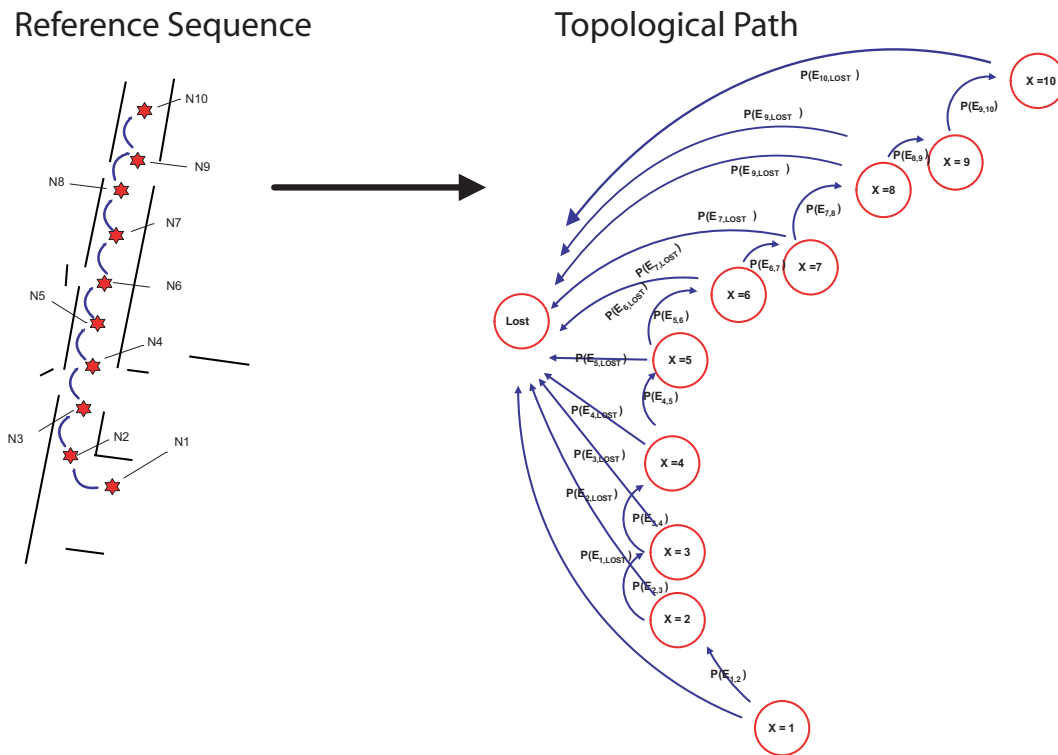 Reference Sequence
Topological Path
N10
N9
N8
N7
N6
N5
N4
N3
N2
N1
P(E10,LOST )
X =10
P(E9,10)
P(E9,LOST )
P(E8,9)
X = 9
P(E9,LOST )
X =8
P(E7,8)
P(E7,LOST )
P(E7,LOST)
P(E6,7)
X =7
P(E6,LOST)
X =6
Lost
P(E5,6)
P(E5,LOST)
X =5
P(E4,5)
P(E4,LOST)
P(E3,LOST)
X =4
P(E2,LOST)
P(E3,4)
P(E1,LOST)
X = 3
P(E2,3)
X = 2
P(E1,2)
X = 1